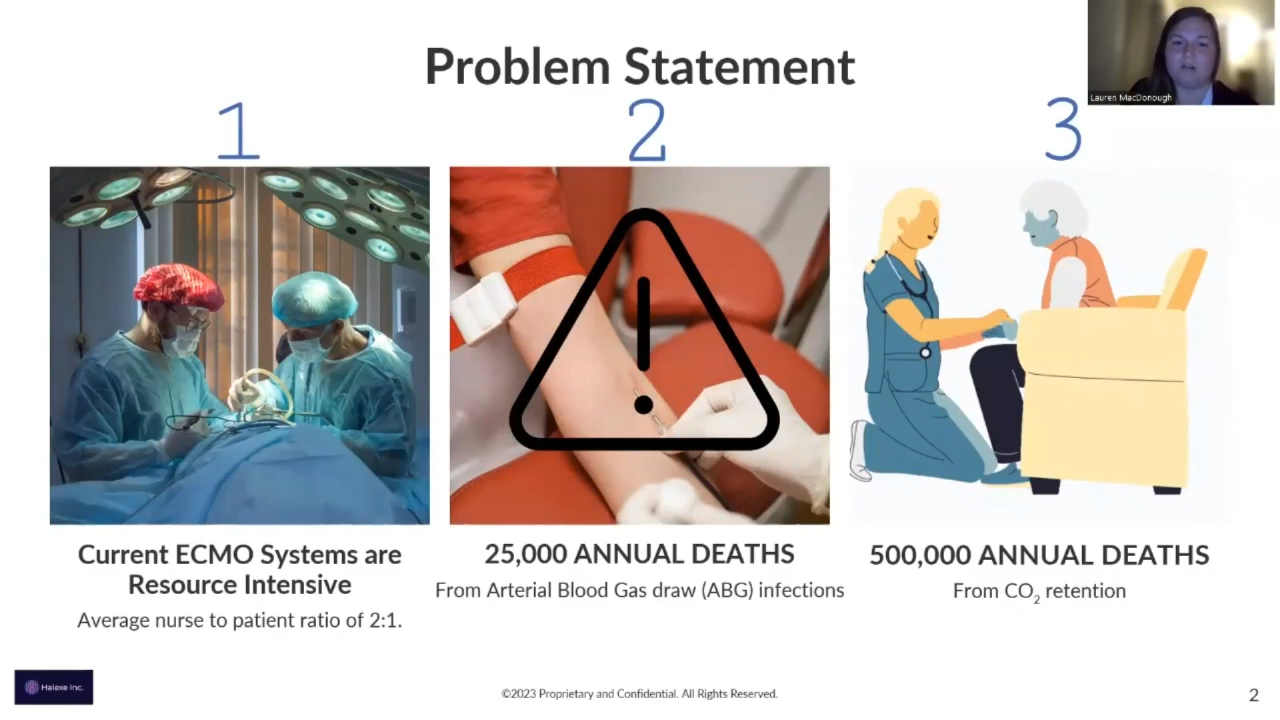 Problem Statement
Lauren MacDonough
1
2
3
Current ECMO Systems are
Resource Intensive
Average nurse to patient ratio of 2:1.
25,000 ANNUAL DEATHS
From Arterial Blood Gas draw (ABG) infections
500,000 ANNUAL DEATHS
From CO₂ retention
Halexe Inc.
©2023 Proprietary and Confidential. All Rights Reserved.
2